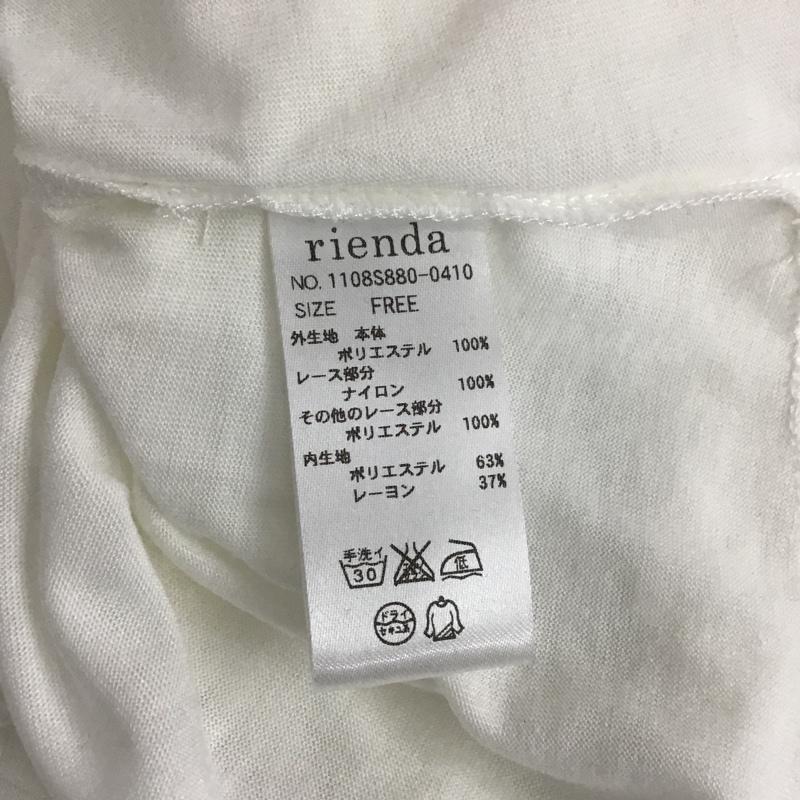 rienda
NO. 1108S880-0410
SIZE FREE
外生地 本体
ポリエステル 100%
レース部分
ナイロン 100%
その他のレース部分
ポリエステル 100%
内生地
ポリエステル 63%
レーヨン 37%
手洗イ
30
低
ドライ
セキユ系